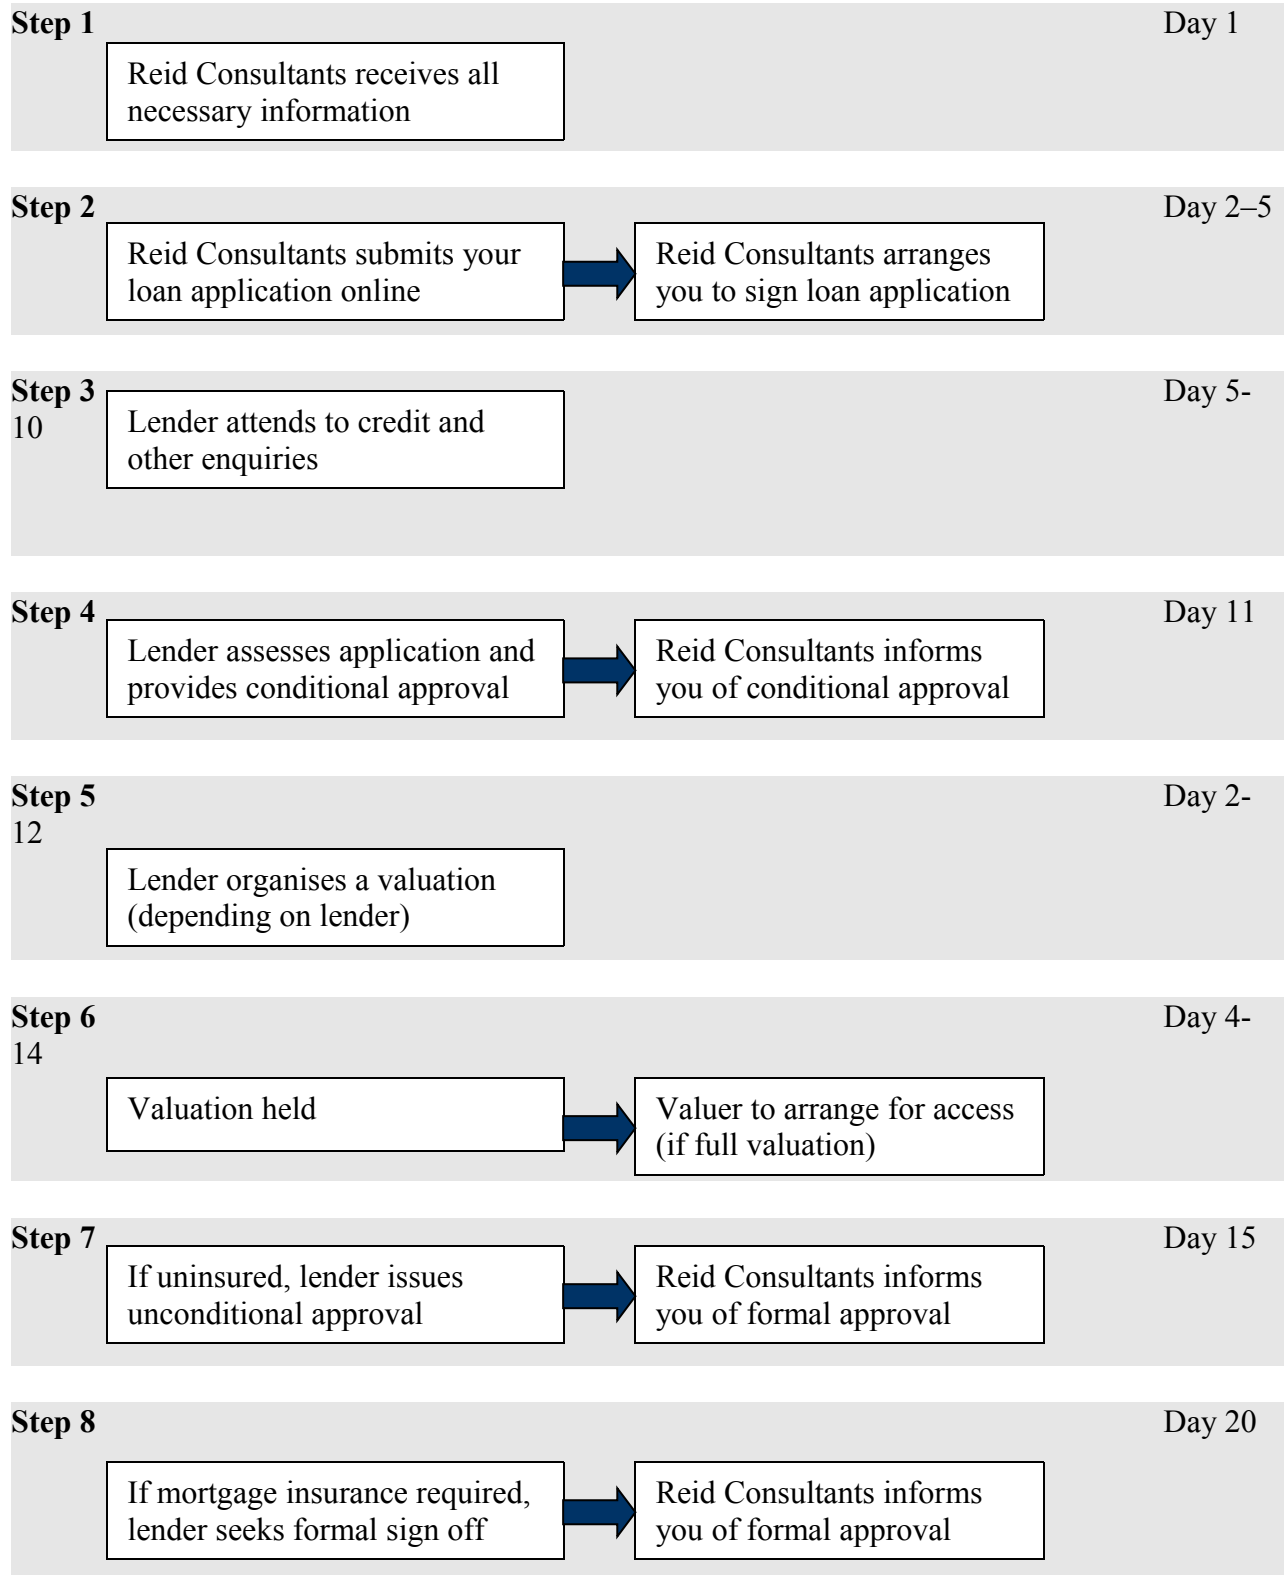 Step 1 Day 1
Reid Consultants receives all
necessary information
Step 2 Day 2–5
Reid Consultants submits your
loan application online
Reid Consultants arranges
you to sign loan application
Step 3 Day 5-
10
Lender attends to credit and
other enquiries
Step 4 Day 11
Lender assesses application and
provides conditional approval
Reid Consultants informs
you of conditional approval
Step 5 Day 2-
12
Lender organises a valuation
(depending on lender)
Step 6 Day 4-
14
Valuation held
Valuer to arrange for access
(if full valuation)
Step 7 Day 15
If uninsured, lender issues
unconditional approval
Reid Consultants informs
you of formal approval
Step 8 Day 20
If mortgage insurance required,
lender seeks formal sign off
Reid Consultants informs
you of formal approval